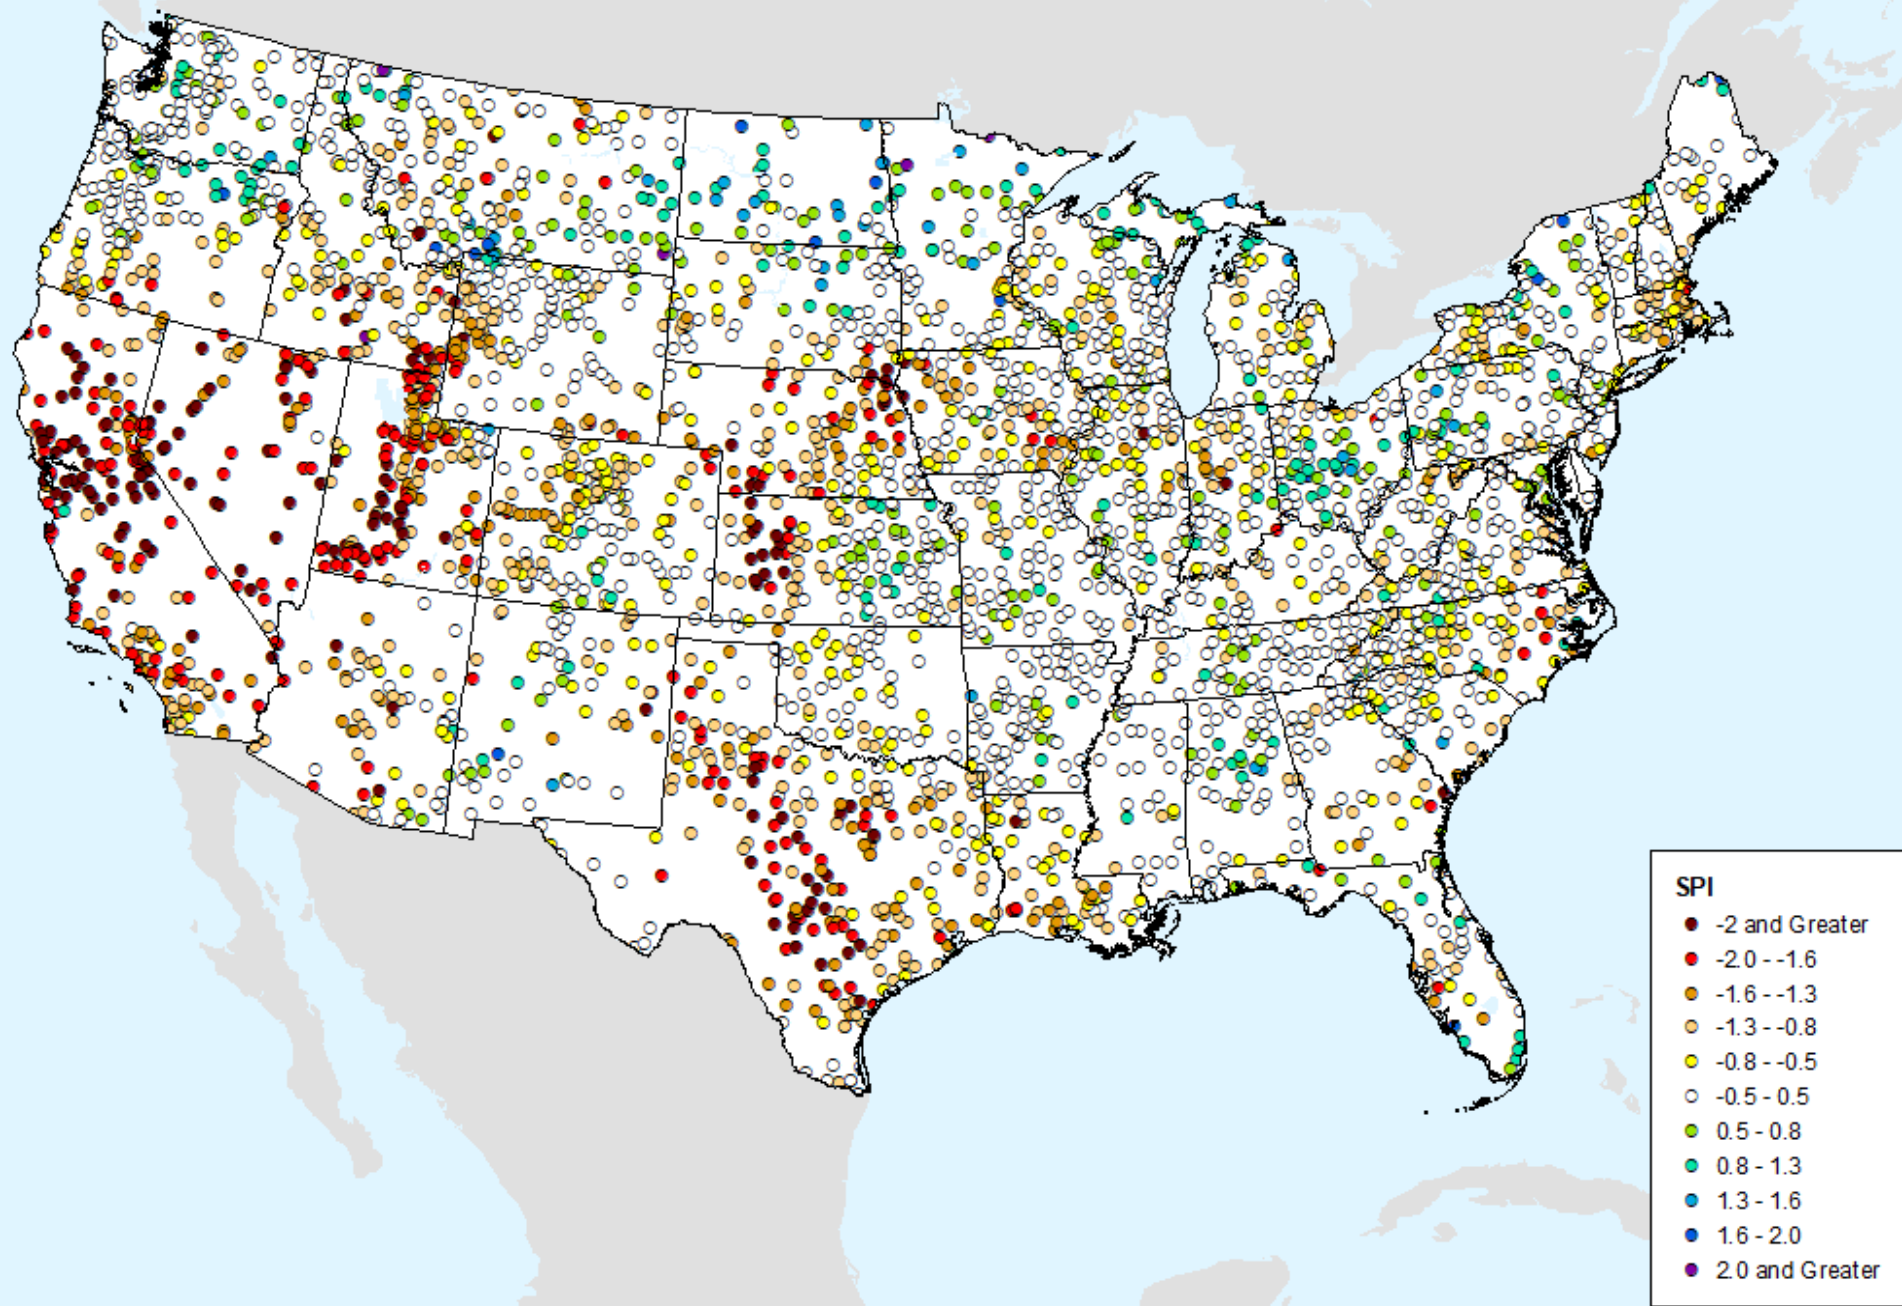 SPI
-2 and Greater
-2.0 - -1.6
-1.6 - -1.3
-1.3 - -0.8
-0.8 - -0.5
-0.5 - 0.5
0.5 - 0.8
0.8 - 1.3
1.3 - 1.6
1.6 - 2.0
2.0 and Greater